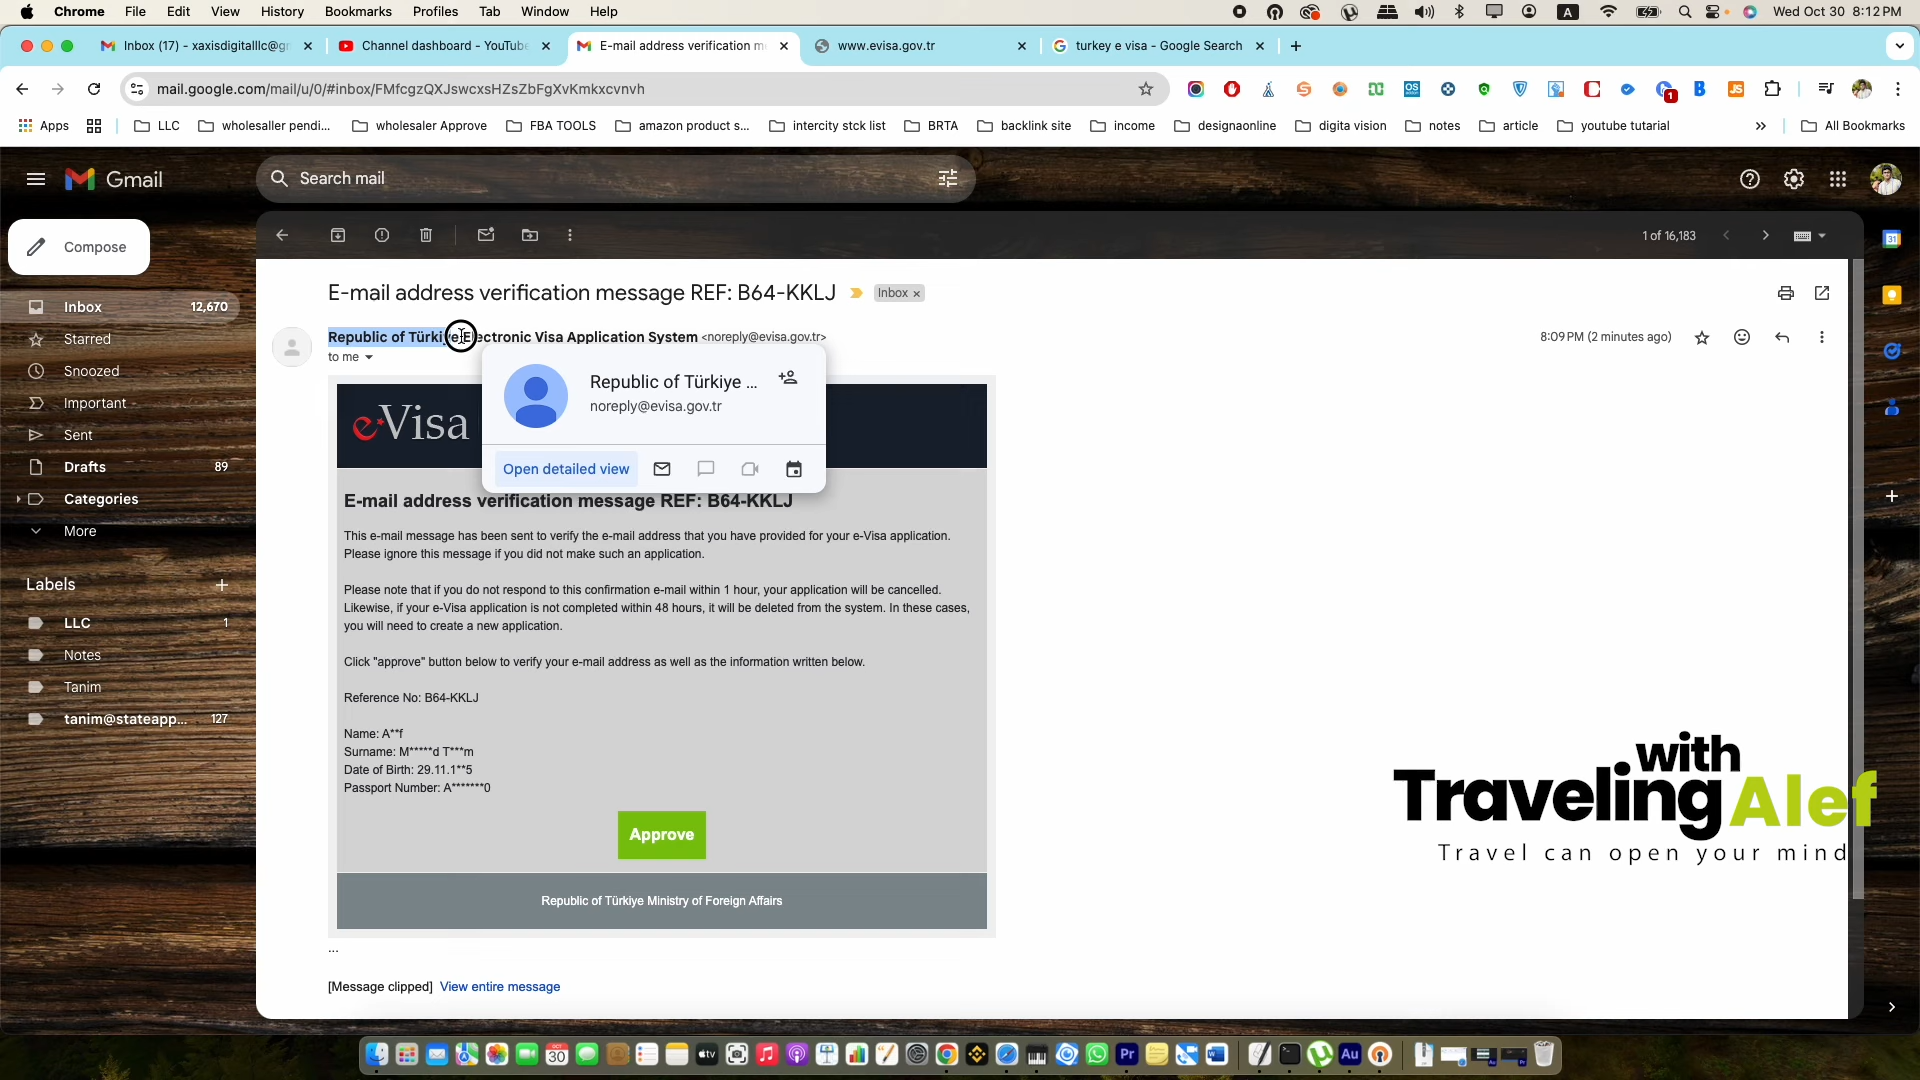 Chrome File Edit View History Bookmarks Profiles Tab Window Help
A
Wed Oct 30 8:12 PM
Inbox (17) - xaxisdigitalllc@g
Channel dashboard - YouTube
E-mail address verification m
www.evisa.gov.tr
turkey e visa - Google Search
mail.google.com/mail/u/0/#inbox/FMfcgzQXJswcxsHZsZbFgXvKmkxcvnvh
Apps
LLC
wholesaller pendi...
wholesaler Approve
FBA TOOLS
amazon product s...
intercity stck list
BRTA
backlink site
income
designaonline
digita vision
notes
article
youtube tutarial
All Bookmarks
Gmail
Search mail
Compose
1 of 16,183
Inbox 12,670
Starred
Snoozed
Important
Sent
Drafts 89
Categories
More
Labels
LLC 1
Notes
Tanim
tanim@stateapp... 127
E-mail address verification message REF: B64-KKLJ
Inbox
Republic of Türkiye Electronic Visa Application System <noreply@evisa.gov.tr>
8:09 PM (2 minutes ago)
to me
Republic of Türkiye ...
noreply@evisa.gov.tr
Open detailed view
e-Visa
E-mail address verification message REF: B64-KKLJ
This e-mail message has been sent to verify the e-mail address that you have provided for your e-Visa application.
Please ignore this message if you did not make such an application.
Please note that if you do not respond to this confirmation e-mail within 1 hour, your application will be cancelled.
Likewise, if your e-Visa application is not completed within 48 hours, it will be deleted from the system. In these cases,
you will need to create a new application.
Click "approve" button below to verify your e-mail address as well as the information written below.
Reference No: B64-KKLJ
Name: A**f
Surname: M*****d T***m
Date of Birth: 29.11.1**5
Passport Number: A*******0
Approve
Republic of Türkiye Ministry of Foreign Affairs
...
[Message clipped] View entire message
with
Traveling Alef
Travel can open your mind